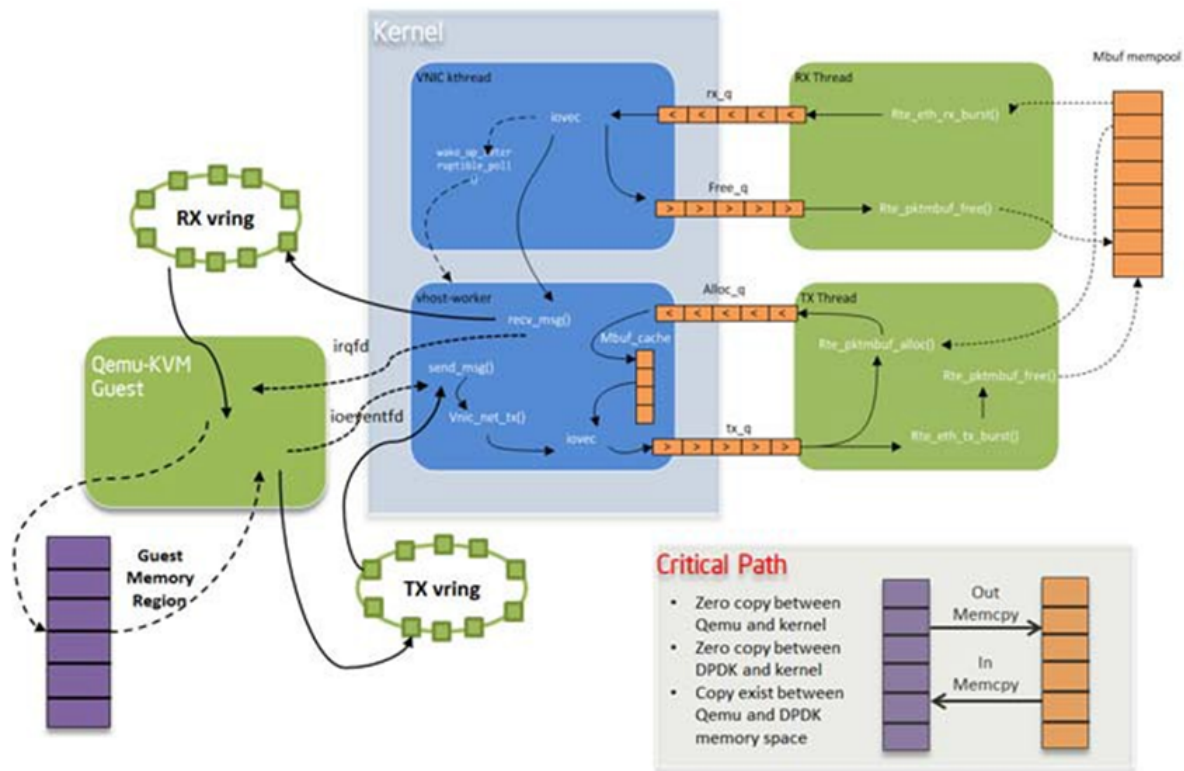 Kernel
VNIC kthread
iovec
wake_up_inter
ruptible_poll
()
rx_q
< < < < <
Free_q
> > > > >
RX Thread
Rte_eth_rx_burst()
Rte_pktmbuf_free()
Mbuf mempool
RX vring
vhost-worker
recv_msg()
send_msg()
Vnic_net_tx()
iovec
Mbuf_cache
Alloc_q
< < < < <
tx_q
> > > > >
TX Thread
Rte_pktmbuf_alloc()
Rte_pktmbuf_free()
Rte_eth_tx_burst()
Qemu-KVM
Guest
irqfd
ioeventfd
Guest
Memory
Region
TX vring
Critical Path
• Zero copy between
Qemu and kernel
• Zero copy between
DPDK and kernel
• Copy exist between
Qemu and DPDK
memory space
Out
Memcpy
In
Memcpy